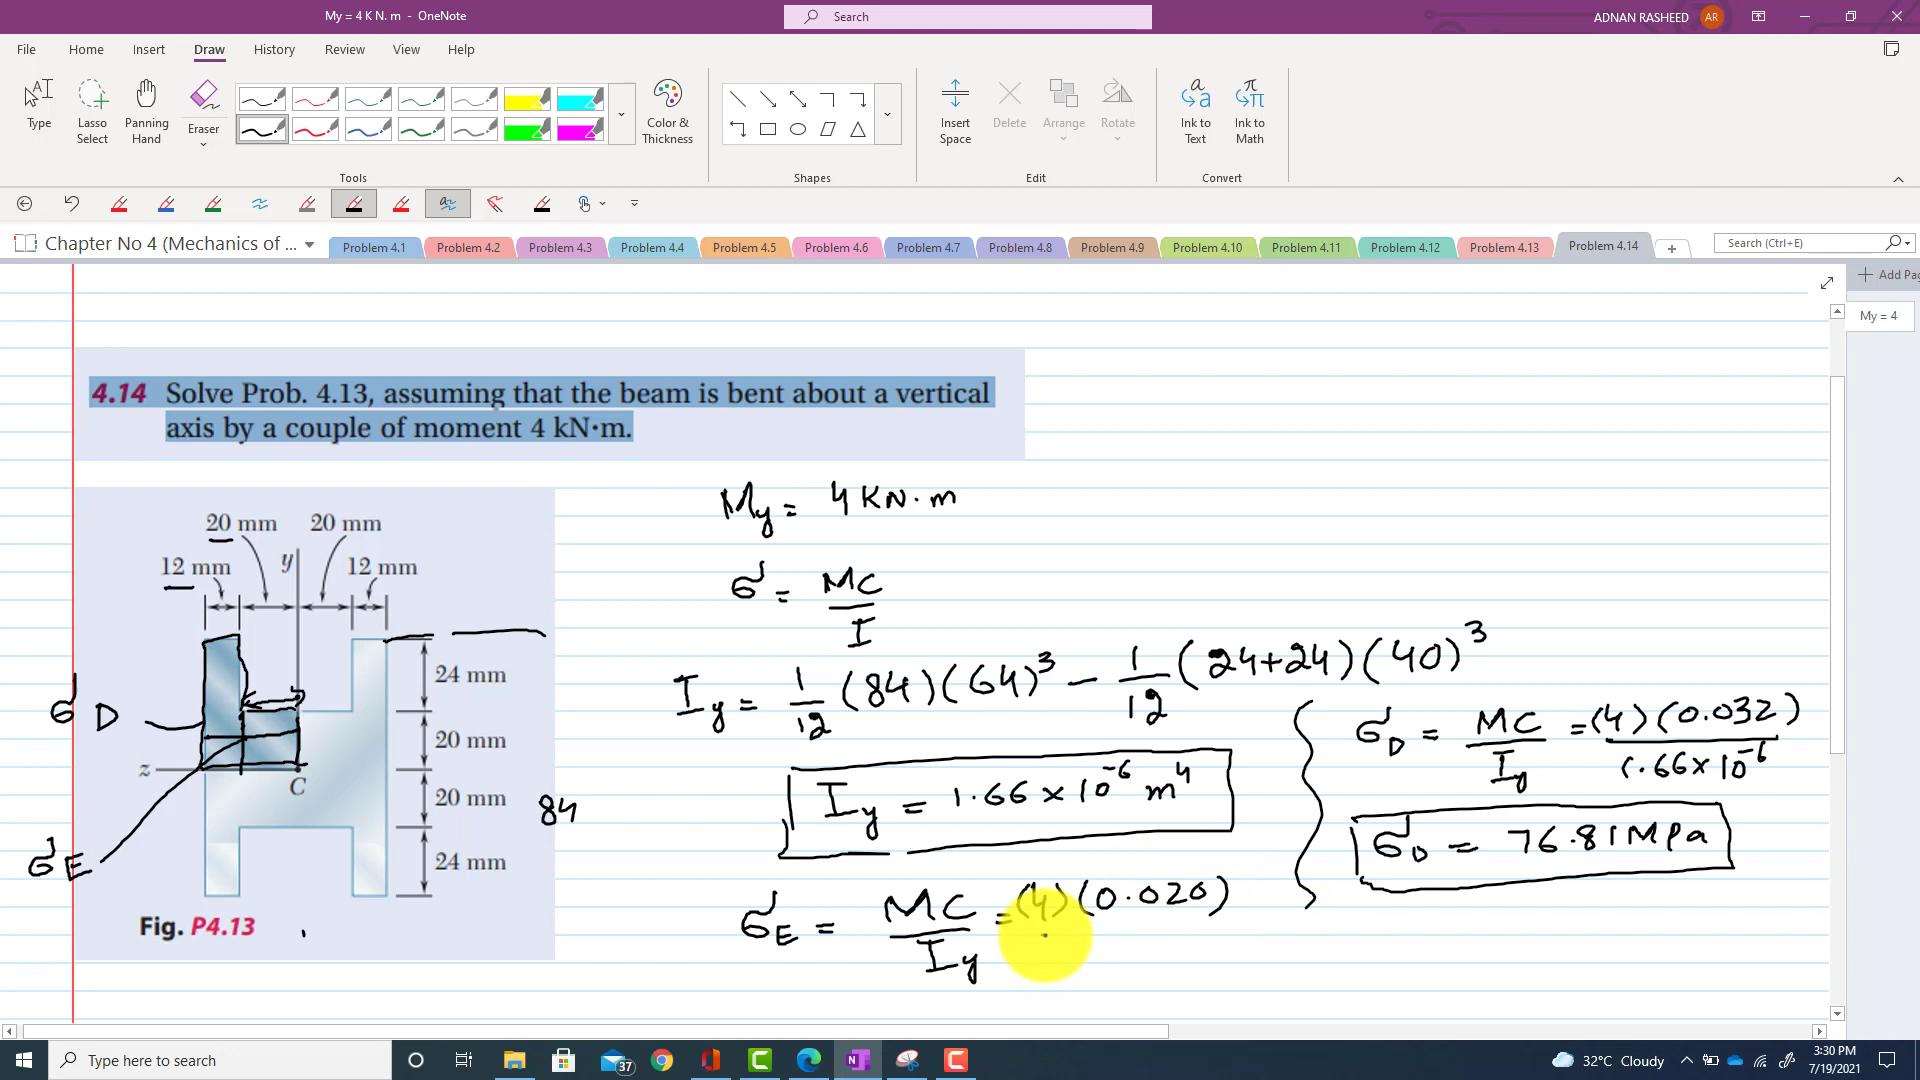 My = 4 K N. m - OneNote
Search
ADNAN RASHEED
AR
File Home Insert Draw History Review View Help
Type
Lasso Select
Panning Hand
Eraser
Color & Thickness
Insert Space
Delete
Arrange
Rotate
Ink to Text
Ink to Math
Tools
Shapes
Edit
Convert
Chapter No 4 (Mechanics of ...
Problem 4.1 Problem 4.2 Problem 4.3 Problem 4.4 Problem 4.5 Problem 4.6 Problem 4.7 Problem 4.8 Problem 4.9 Problem 4.10 Problem 4.11 Problem 4.12 Problem 4.13 Problem 4.14
Search (Ctrl+E)
Add Pag
My = 4
4.14 Solve Prob. 4.13, assuming that the beam is bent about a vertical
axis by a couple of moment 4 kN·m.
20 mm 20 mm
12 mm y 12 mm
24 mm
20 mm
z
C
20 mm
24 mm
Fig. P4.13
σ D
σE
84
My = 4 KN·m
σ = MC / I
Iy = 1/12 (84)(64)³ − 1/12 (24+24)(40)³
Iy = 1.66 × 10⁻⁶ m⁴
σE = MC / Iy = (4)(0.020)
σD = MC / Iy = (4)(0.032) / 1.66×10⁻⁶
σD = 76.81 MPa
Type here to search
37
32°C Cloudy
3:30 PM
7/19/2021